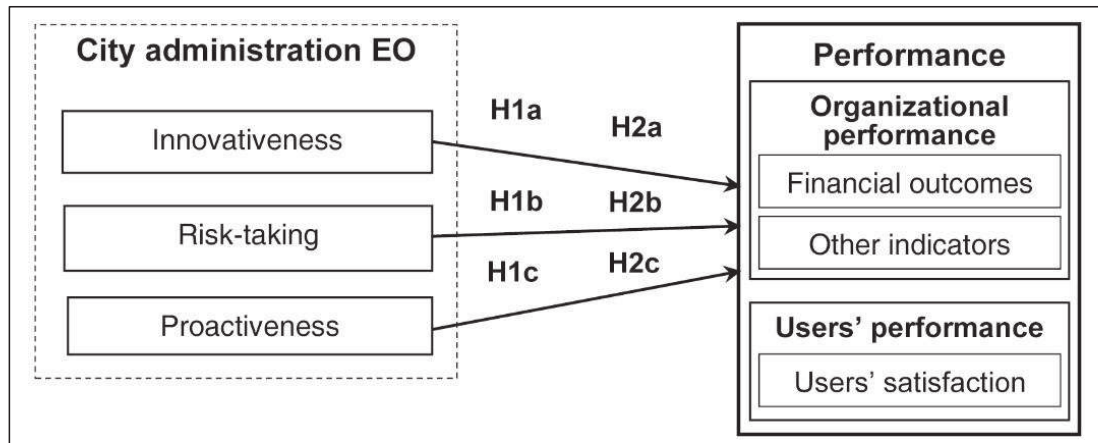 City administration EO
Innovativeness
Risk-taking
Proactiveness
H1a
H2a
H1b
H2b
H1c
H2c
Performance
Organizational
performance
Financial outcomes
Other indicators
Users’ performance
Users’ satisfaction